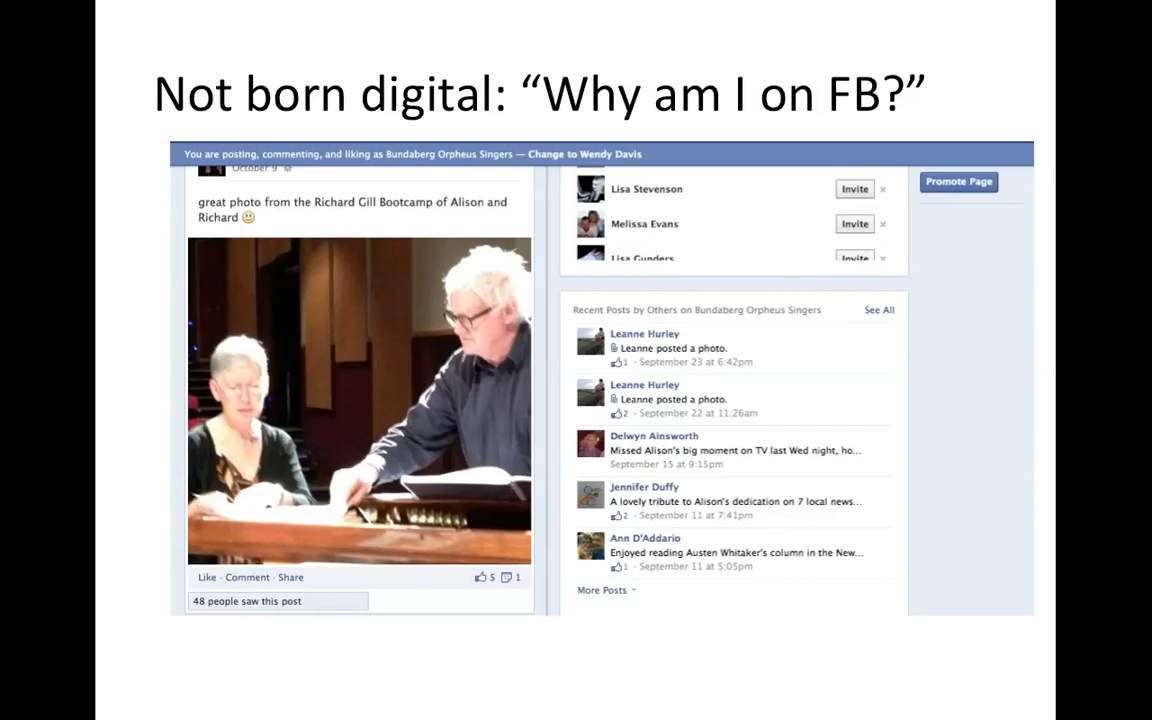 Not born digital: “Why am I on FB?”
You are posting, commenting, and liking as Bundaberg Orpheus Singers — Change to Wendy Davis
October 9
great photo from the Richard Gill Bootcamp of Alison and
Richard
Like · Comment · Share
5 1
48 people saw this post
Lisa Stevenson Invite
Melissa Evans Invite
Lisa Gunders Invite
Recent Posts by Others on Bundaberg Orpheus Singers See All
Leanne Hurley
Leanne posted a photo.
1 · September 23 at 6:42pm
Leanne Hurley
Leanne posted a photo.
2 · September 22 at 11:26am
Delwyn Ainsworth
Missed Alison's big moment on TV last Wed night, ho...
September 15 at 9:15pm
Jennifer Duffy
A lovely tribute to Alison's dedication on 7 local news...
2 · September 11 at 7:41pm
Ann D'Addario
Enjoyed reading Austen Whitaker's column in the New...
1 · September 11 at 5:05pm
More Posts
Promote Page